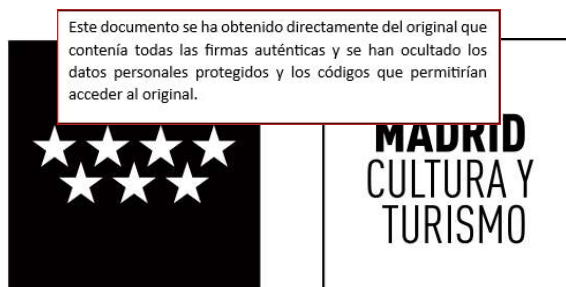 Este documento se ha obtenido directamente del original que
contenía todas las firmas auténticas y se han ocultado los
datos personales protegidos y los códigos que permitirían
acceder al original.
MADRID
CULTURA Y
TURISMO